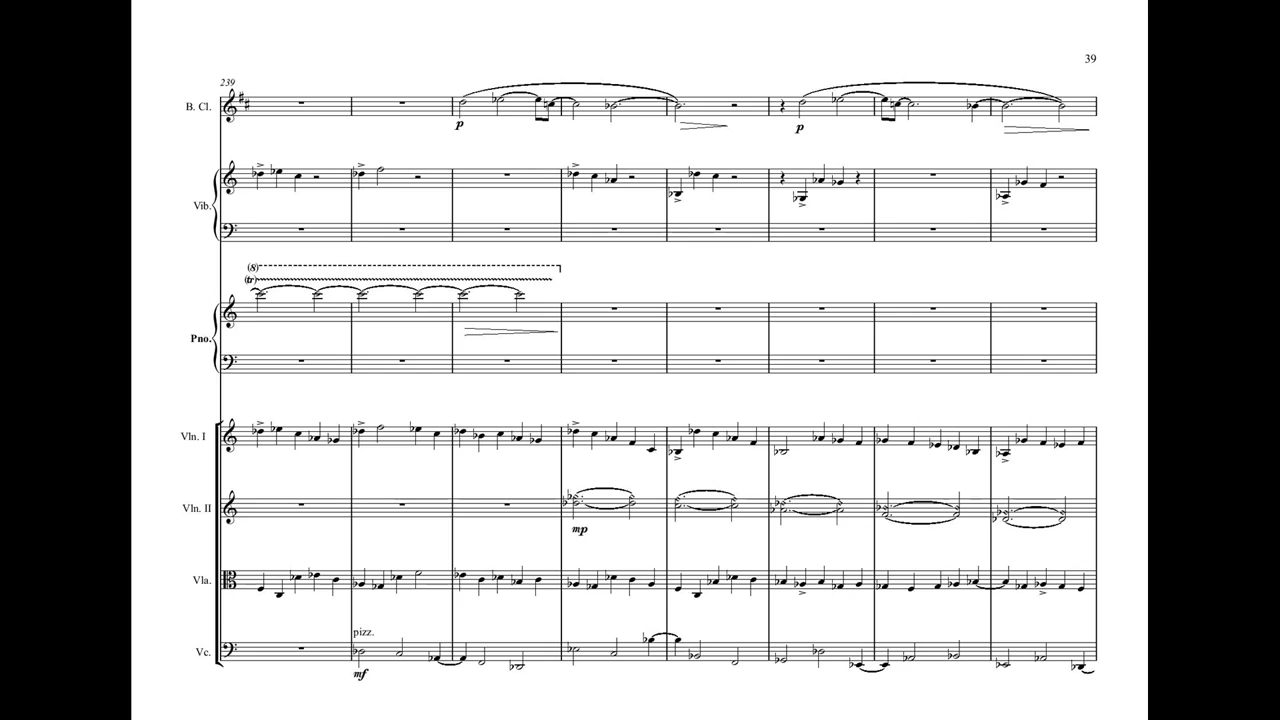 39
239
B. Cl.
p
p
Vib.
(8)
(tr)
Pno.
Vln. I
Vln. II
mp
Vla.
pizz.
Vc.
mf